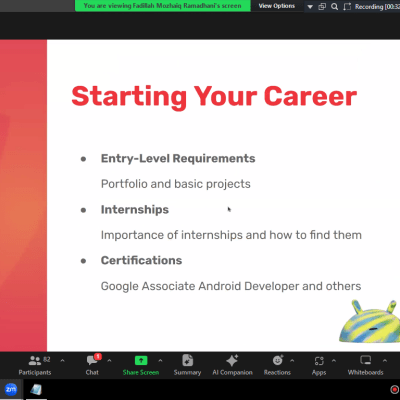 You are viewing Fadillah Mozhaiq Ramadhani's screen
View Options
Recording [00:32
Starting Your Career
● Entry-Level Requirements
Portfolio and basic projects
● Internships
Importance of internships and how to find them
● Certifications
Google Associate Android Developer and others
82
Participants
Chat
Share Screen
Summary
AI Companion
Reactions
Apps
Whiteboards
zm